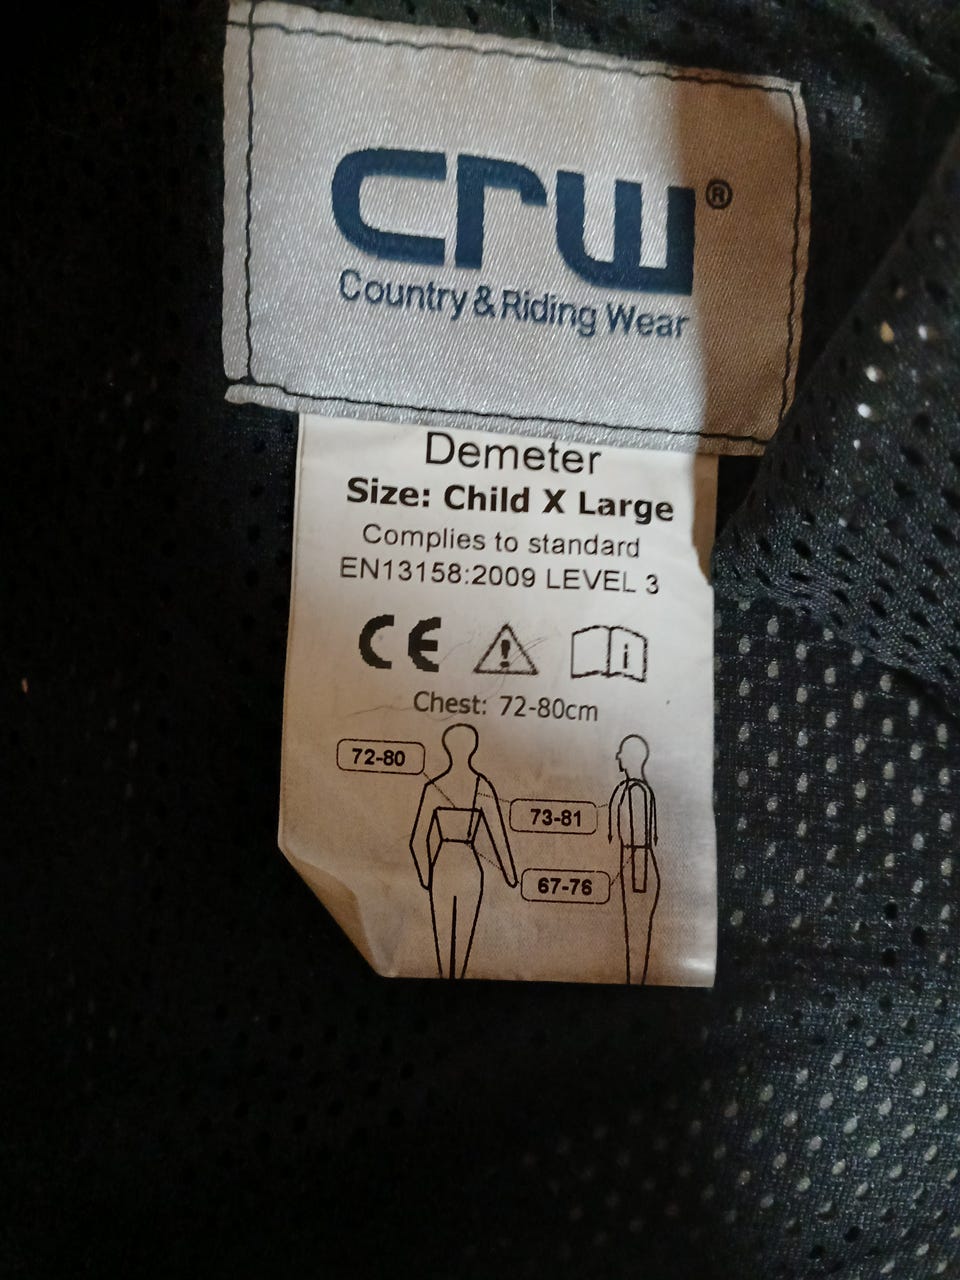 crw®
Country & Riding Wear
Demeter
Size: Child X Large
Complies to standard
EN13158:2009 LEVEL 3
CE
i
Chest: 72-80cm
72-80
73-81
67-76